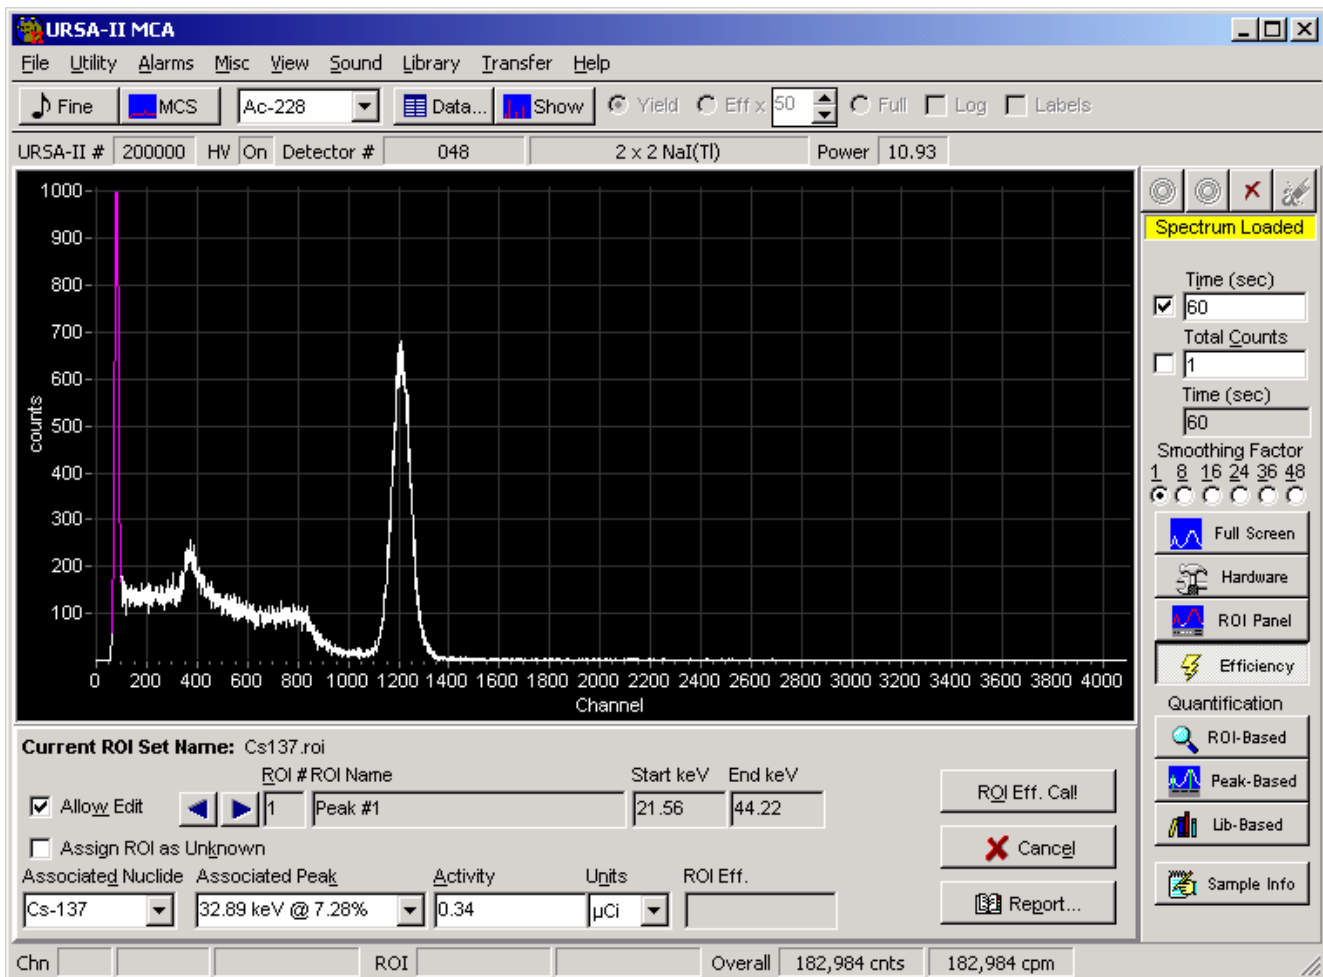 URSA-II MCA
File Utility Alarms Misc View Sound Library Transfer Help
Fine MCS Ac-228 Data... Show Yield Eff x 50 Full Log Labels
URSA-II # 200000 HV On Detector # 048 2 x 2 NaI(Tl) Power 10.93
1000
900
800
700
600
500
400
300
200
100
counts
0 200 400 600 800 1000 1200 1400 1600 1800 2000 2200 2400 2600 2800 3000 3200 3400 3600 3800 4000
Channel
Spectrum Loaded
Time (sec)
60
Total Counts
1
Time (sec)
60
Smoothing Factor
1 8 16 24 36 48
Full Screen
Hardware
ROI Panel
Efficiency
Quantification
ROI-Based
Peak-Based
Lib-Based
Sample Info
Current ROI Set Name: Cs137.roi
ROI # ROI Name Start keV End keV
Allow Edit 1 Peak #1 21.56 44.22
Assign ROI as Unknown
Associated Nuclide Associated Peak Activity Units ROI Eff.
Cs-137 32.89 keV @ 7.28% 0.34 µCi
ROI Eff. Cal!
Cancel
Report...
Chn ROI Overall 182,984 cnts 182,984 cpm